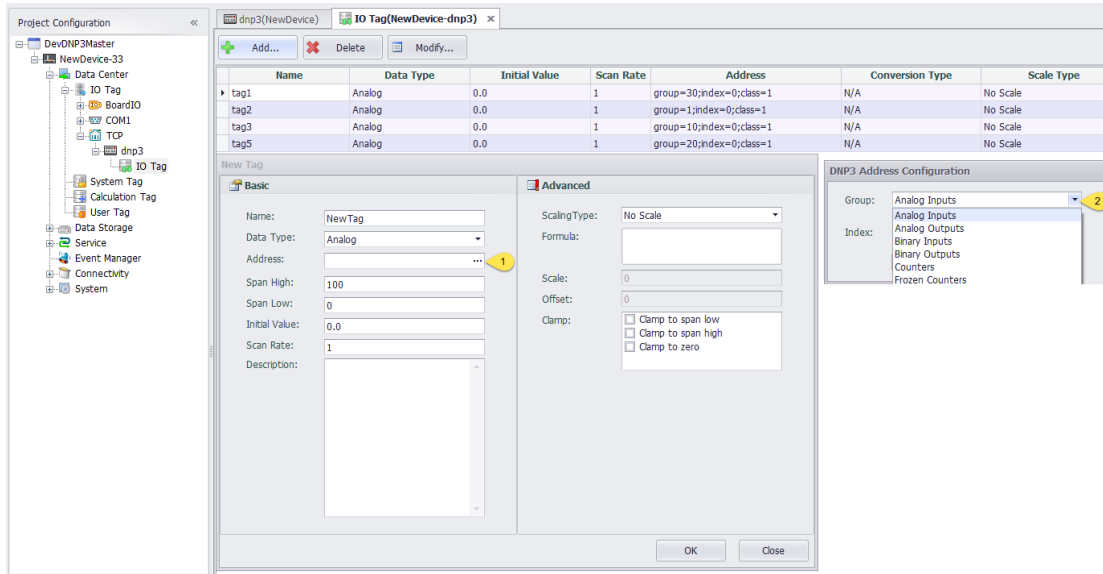 Project Configuration «
DevDNP3Master
NewDevice-33
Data Center
IO Tag
BoardIO
COM1
TCP
dnp3
IO Tag
System Tag
Calculation Tag
User Tag
Data Storage
Service
Event Manager
Connectivity
System
dnp3(NewDevice) IO Tag(NewDevice-dnp3) ×
Add... Delete Modify...
Name Data Type Initial Value Scan Rate Address Conversion Type Scale Type
tag1 Analog 0.0 1 group=30;index=0;class=1 N/A No Scale
tag2 Analog 0.0 1 group=1;index=0;class=1 N/A No Scale
tag3 Analog 0.0 1 group=10;index=0;class=1 N/A No Scale
tag5 Analog 0.0 1 group=20;index=0;class=1 N/A No Scale
New Tag
Basic
Name: NewTag
Data Type: Analog
Address: ... 1
Span High: 100
Span Low: 0
Initial Value: 0.0
Scan Rate: 1
Description:
Advanced
ScalingType: No Scale
Formula:
Scale: 0
Offset: 0
Clamp: Clamp to span low
Clamp to span high
Clamp to zero
OK Close
DNP3 Address Configuration
Group: Analog Inputs 2
Analog Inputs
Analog Outputs
Index: Binary Inputs
Binary Outputs
Counters
Frozen Counters